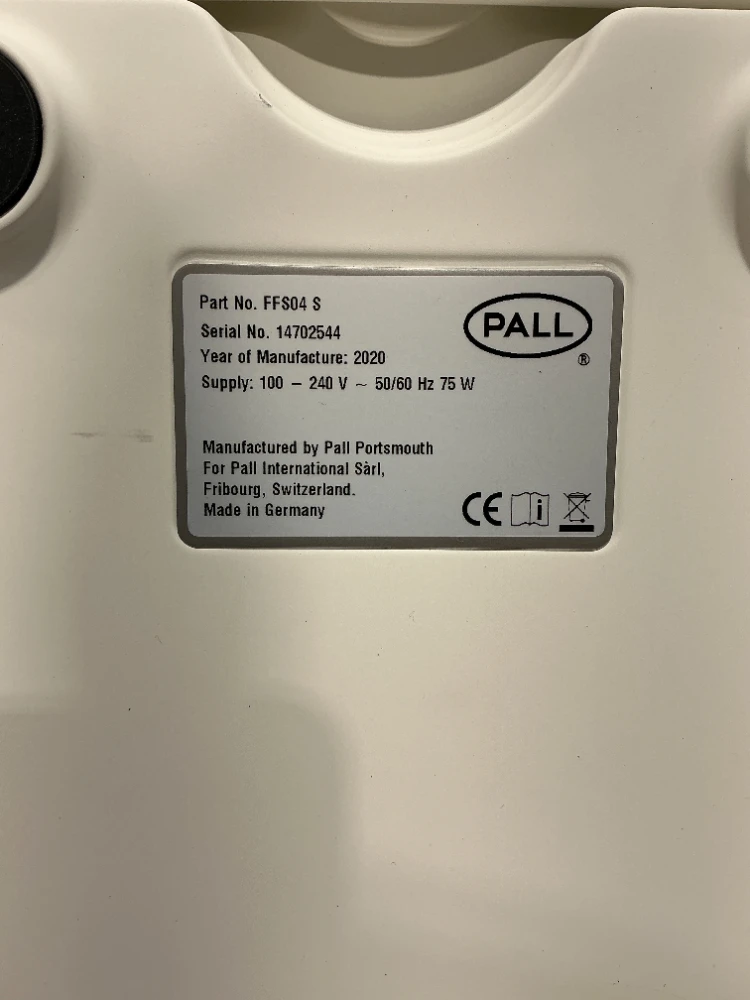 Part No. FFS04 S
Serial No. 14702544
Year of Manufacture: 2020
Supply: 100 – 240 V ~ 50/60 Hz 75 W
PALL
®
Manufactured by Pall Portsmouth
For Pall International Sàrl,
Fribourg, Switzerland.
Made in Germany
CE i